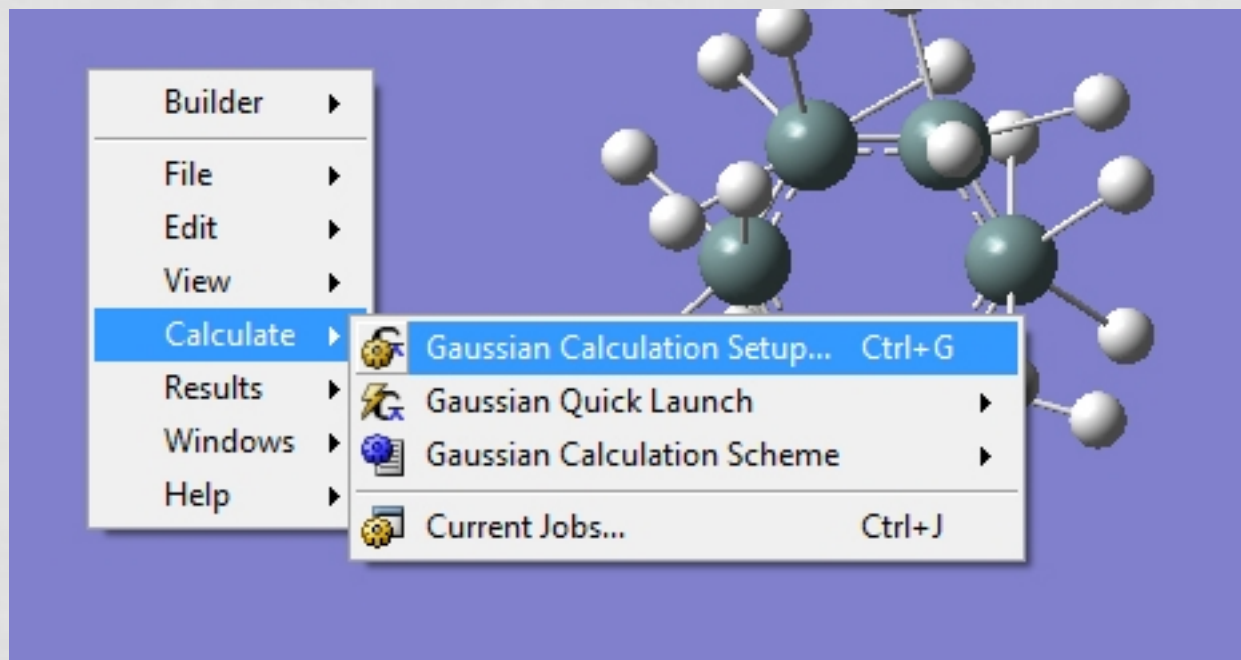 Builder
File
Edit
View
Calculate
Results
Windows
Help
Gaussian Calculation Setup... Ctrl+G
Gaussian Quick Launch
Gaussian Calculation Scheme
Current Jobs... Ctrl+J